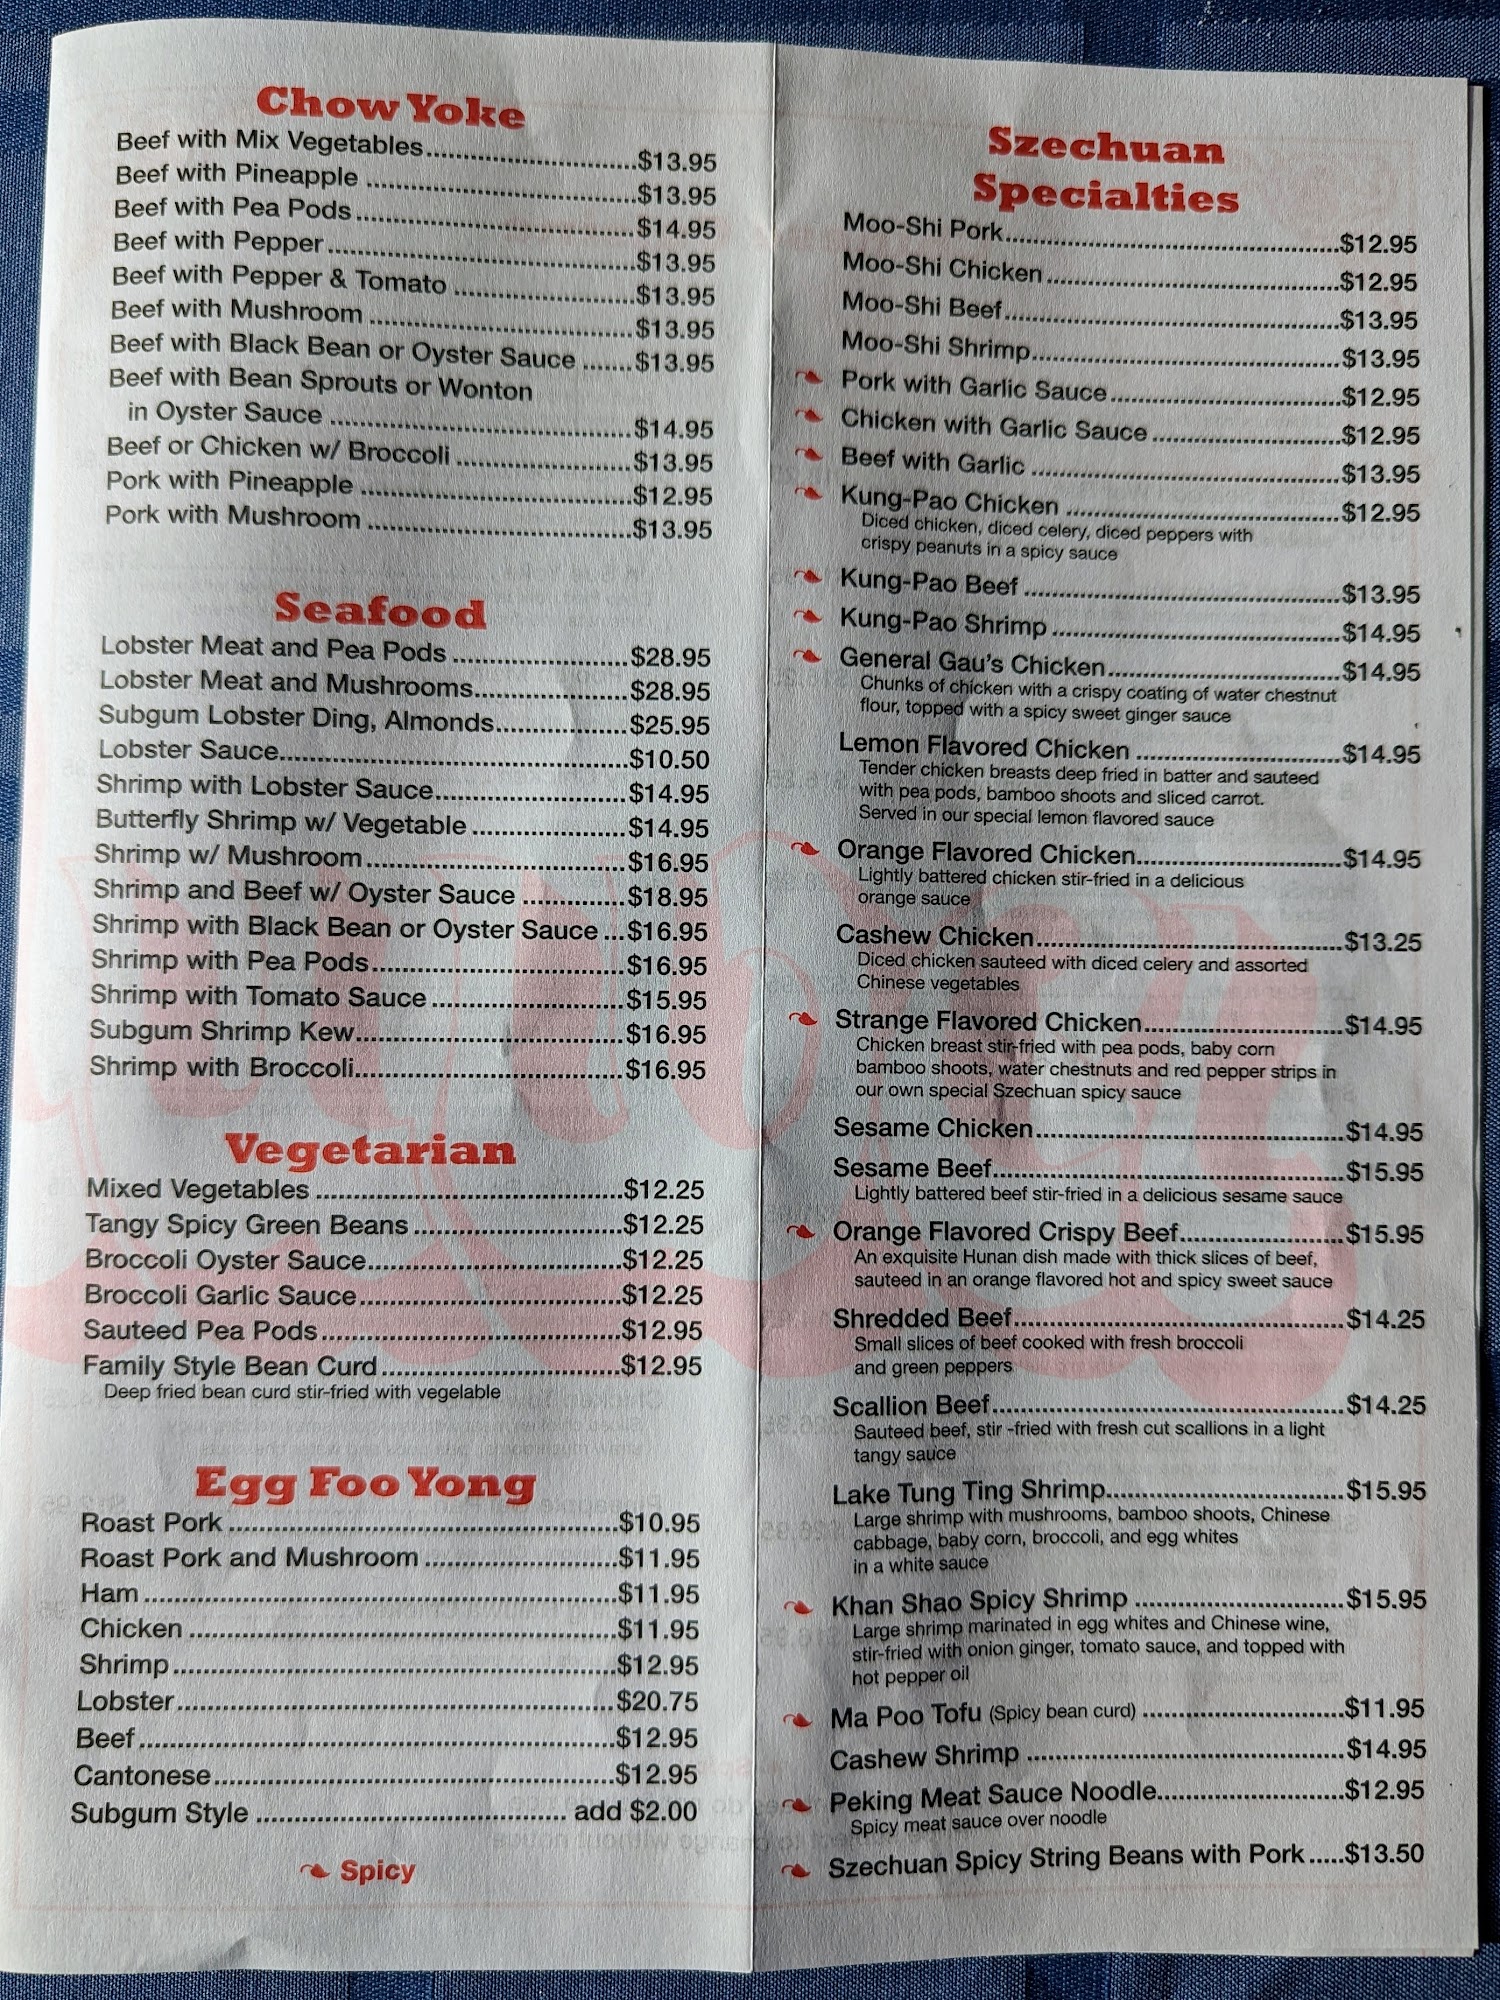 Chow Yoke
Beef with Mix Vegetables..............................$13.95
Beef with Pineapple ......................................$13.95
Beef with Pea Pods.......................................$14.95
Beef with Pepper...........................................$13.95
Beef with Pepper & Tomato ..........................$13.95
Beef with Mushroom .....................................$13.95
Beef with Black Bean or Oyster Sauce .......$13.95
Beef with Bean Sprouts or Wonton
in Oyster Sauce ...........................................$14.95
Beef or Chicken w/ Broccoli .........................$13.95
Pork with Pineapple ......................................$12.95
Pork with Mushroom .....................................$13.95
Seafood
Lobster Meat and Pea Pods .........................$28.95
Lobster Meat and Mushrooms......................$28.95
Subgum Lobster Ding, Almonds...................$25.95
Lobster Sauce..................................................$10.50
Shrimp with Lobster Sauce...........................$14.95
Butterfly Shrimp w/ Vegetable ......................$14.95
Shrimp w/ Mushroom.....................................$16.95
Shrimp and Beef w/ Oyster Sauce ..............$18.95
Shrimp with Black Bean or Oyster Sauce ...$16.95
Shrimp with Pea Pods....................................$16.95
Shrimp with Tomato Sauce ...........................$15.95
Subgum Shrimp Kew......................................$16.95
Shrimp with Broccoli......................................$16.95
Vegetarian
Mixed Vegetables ...........................................$12.25
Tangy Spicy Green Beans .............................$12.25
Broccoli Oyster Sauce....................................$12.25
Broccoli Garlic Sauce.....................................$12.25
Sauteed Pea Pods..........................................$12.95
Family Style Bean Curd .................................$12.95
Deep fried bean curd stir-fried with vegelable
Egg Foo Yong
Roast Pork ......................................................$10.95
Roast Pork and Mushroom ...........................$11.95
Ham..................................................................$11.95
Chicken ...........................................................$11.95
Shrimp..............................................................$12.95
Lobster.............................................................$20.75
Beef..................................................................$12.95
Cantonese........................................................$12.95
Subgum Style ........................................... add $2.00
Spicy
Szechuan
Specialties
Moo-Shi Pork...............................................$12.95
Moo-Shi Chicken .........................................$12.95
Moo-Shi Beef...............................................$13.95
Moo-Shi Shrimp...........................................$13.95
Pork with Garlic Sauce................................$12.95
Chicken with Garlic Sauce ..........................$12.95
Beef with Garlic ...........................................$13.95
Kung-Pao Chicken ......................................$12.95
Diced chicken, diced celery, diced peppers with
crispy peanuts in a spicy sauce
Kung-Pao Beef ............................................$13.95
Kung-Pao Shrimp ........................................$14.95
General Gau's Chicken................................$14.95
Chunks of chicken with a crispy coating of water chestnut
flour, topped with a spicy sweet ginger sauce
Lemon Flavored Chicken .............................$14.95
Tender chicken breasts deep fried in batter and sauteed
with pea pods, bamboo shoots and sliced carrot.
Served in our special lemon flavored sauce
Orange Flavored Chicken.............................$14.95
Lightly battered chicken stir-fried in a delicious
orange sauce
Cashew Chicken...........................................$13.25
Diced chicken sauteed with diced celery and assorted
Chinese vegetables
Strange Flavored Chicken............................$14.95
Chicken breast stir-fried with pea pods, baby corn
bamboo shoots, water chestnuts and red pepper strips in
our own special Szechuan spicy sauce
Sesame Chicken...........................................$14.95
Sesame Beef.................................................$15.95
Lightly battered beef stir-fried in a delicious sesame sauce
Orange Flavored Crispy Beef.......................$15.95
An exquisite Hunan dish made with thick slices of beef,
sauteed in an orange flavored hot and spicy sweet sauce
Shredded Beef..............................................$14.25
Small slices of beef cooked with fresh broccoli
and green peppers
Scallion Beef.................................................$14.25
Sauteed beef, stir -fried with fresh cut scallions in a light
tangy sauce
Lake Tung Ting Shrimp.................................$15.95
Large shrimp with mushrooms, bamboo shoots, Chinese
cabbage, baby corn, broccoli, and egg whites
in a white sauce
Khan Shao Spicy Shrimp .............................$15.95
Large shrimp marinated in egg whites and Chinese wine,
stir-fried with onion ginger, tomato sauce, and topped with
hot pepper oil
Ma Poo Tofu (Spicy bean curd) ............................$11.95
Cashew Shrimp ............................................$14.95
Peking Meat Sauce Noodle..........................$12.95
Spicy meat sauce over noodle
Szechuan Spicy String Beans with Pork.....$13.50